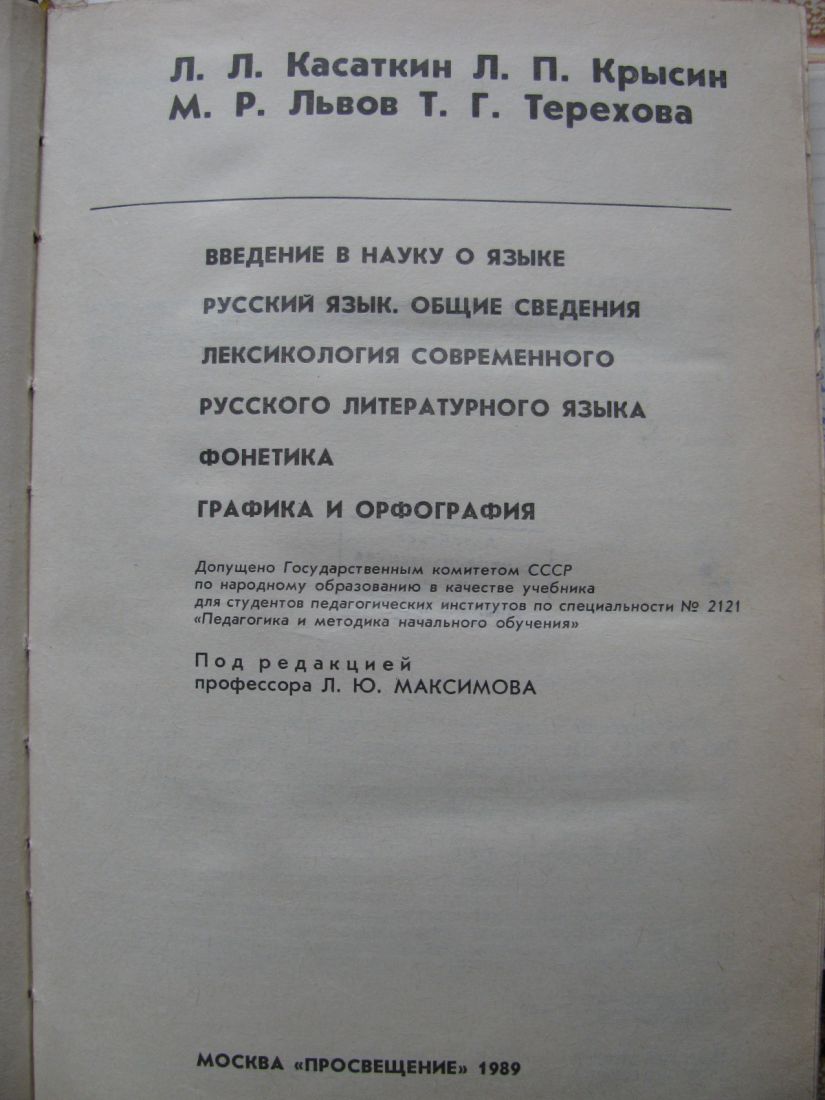 Л. Л. Касаткин Л. П. Крысин
М. Р. Львов Т. Г. Терехова
ВВЕДЕНИЕ В НАУКУ О ЯЗЫКЕ
РУССКИЙ ЯЗЫК. ОБЩИЕ СВЕДЕНИЯ
ЛЕКСИКОЛОГИЯ СОВРЕМЕННОГО
РУССКОГО ЛИТЕРАТУРНОГО ЯЗЫКА
ФОНЕТИКА
ГРАФИКА И ОРФОГРАФИЯ
Допущено Государственным комитетом СССР
по народному образованию в качестве учебника
для студентов педагогических институтов по специальности № 2121
«Педагогика и методика начального обучения»
Под редакцией
профессора Л. Ю. МАКСИМОВА
МОСКВА «ПРОСВЕЩЕНИЕ» 1989